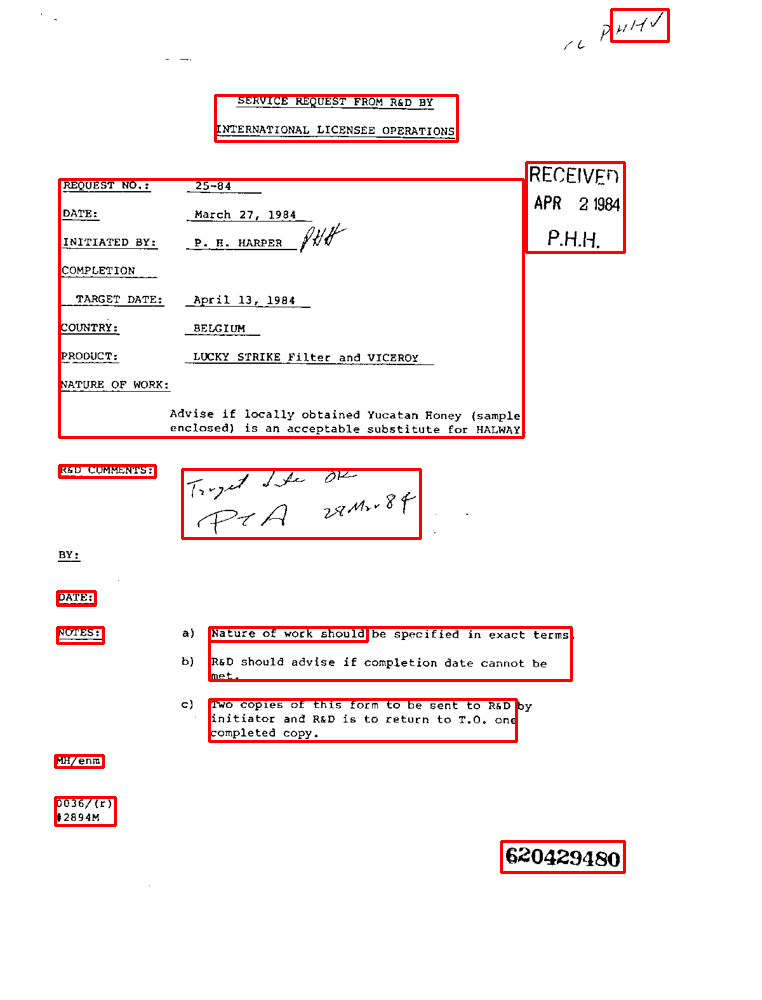 PHHV
SERVICE REQUEST FROM R&D BY
INTERNATIONAL LICENSEE OPERATIONS
RECEIVED
APR 2 1984
P.H.H.
REQUEST NO.: 25-84
DATE: March 27, 1984
INITIATED BY: P. H. HARPER PHH
COMPLETION
TARGET DATE: April 13, 1984
COUNTRY: BELGIUM
PRODUCT: LUCKY STRIKE Filter and VICEROY
NATURE OF WORK:
Advise if locally obtained Yucatan Honey (sample
enclosed) is an acceptable substitute for HALWAY
R&D COMMENTS: Target date OK
28 Mar 84
BY:
DATE:
NOTES: a) Nature of work should be specified in exact terms.
b) R&D should advise if completion date cannot be
met.
c) Two copies of this form to be sent to R&D by
initiator and R&D is to return to T.O. one
completed copy.
MH/enm
0036/(r)
#2894M
620429480